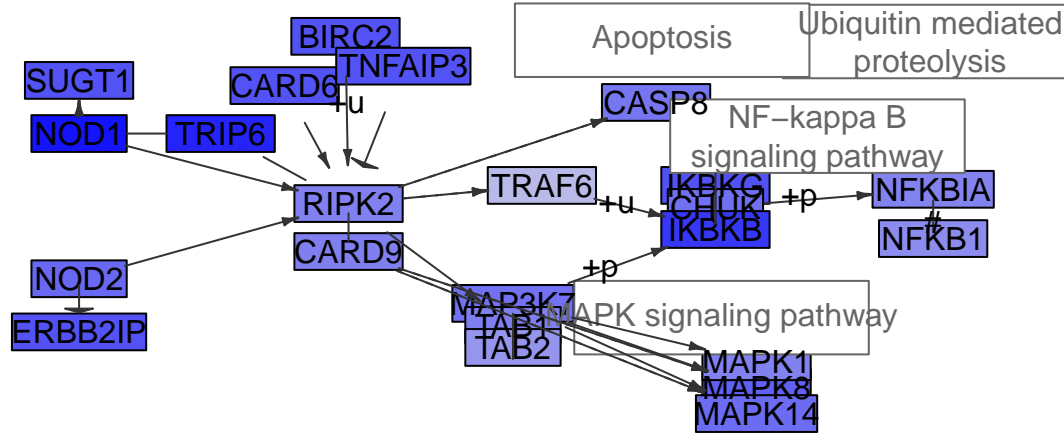 Apoptosis
Ubiquitin mediated
proteolysis
BIRC2
TNFAIP3
SUGT1
CARD6
+u
CASP8
NOD1
TRIP6
NF−kappa B
signaling pathway
RIPK2
TRAF6
+u
IKBKG
CHUK
IKBKB
+p
NFKBIA
#
NFKB1
CARD9
NOD2
+p
ERBB2IP
MAP3K7
TAB1
TAB2
MAPK signaling pathway
MAPK1
MAPK8
MAPK14